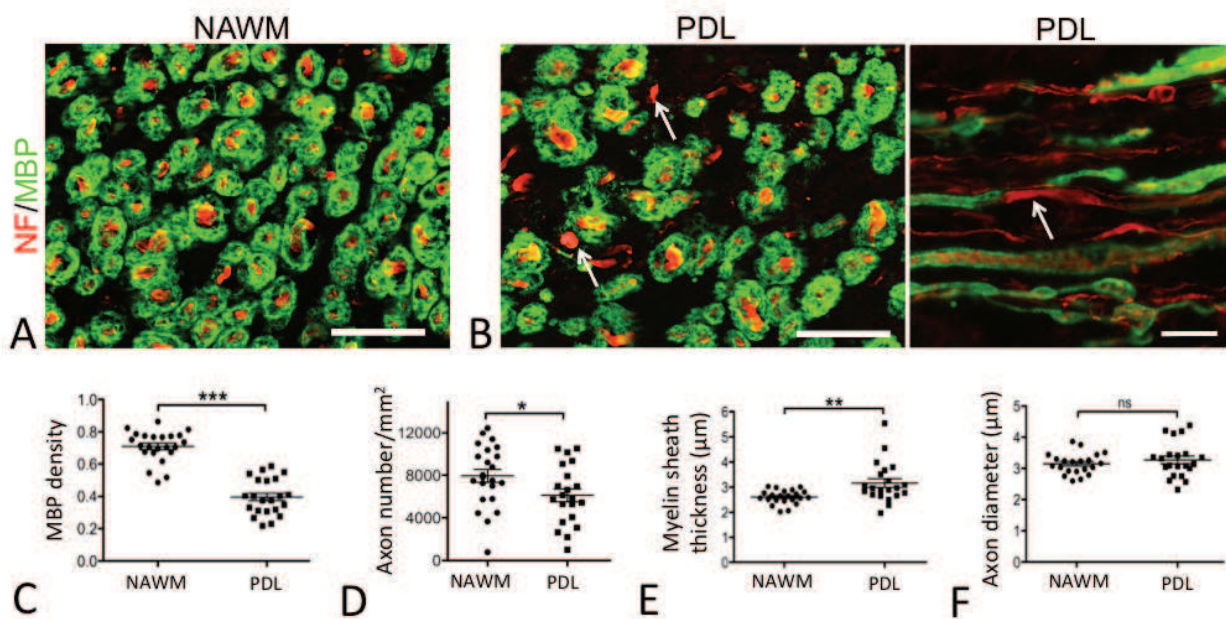 NAWM
PDL
PDL
NF/MBP
A
B
MBP density
1.0
0.8
0.6
0.4
0.2
0.0
***
NAWM
PDL
C
Axon number/mm²
12000
8000
4000
0
*
NAWM
PDL
D
Myelin sheath
thickness (μm)
6
5
4
3
2
1
0
**
NAWM
PDL
E
Axon diameter (μm)
5
4
3
2
1
0
ns
NAWM
PDL
F